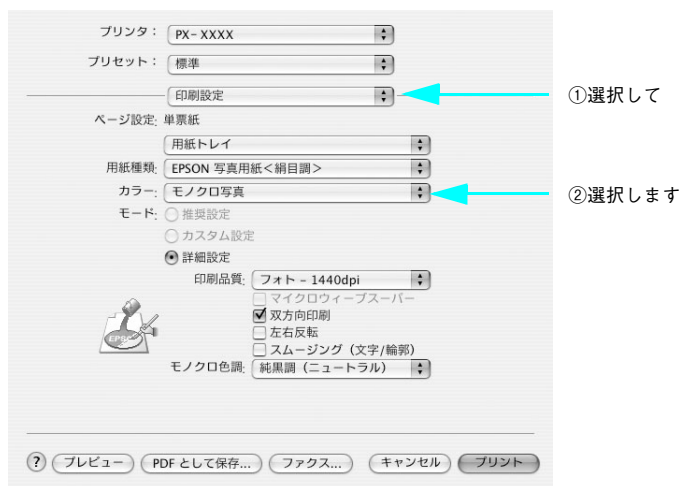 プリンタ： PX-XXXX
プリセット： 標準
印刷設定 ①選択して
ページ設定: 単票紙
用紙トレイ
用紙種類: EPSON 写真用紙＜絹目調＞
カラー: モノクロ写真 ②選択します
モード: 推奨設定
カスタム設定
詳細設定
印刷品質: フォト - 1440dpi
マイクロウィーブスーパー
双方向印刷
左右反転
スムージング（文字/輪郭）
モノクロ色調: 純黒調（ニュートラル）
? プレビュー PDF として保存... ファクス... キャンセル プリント